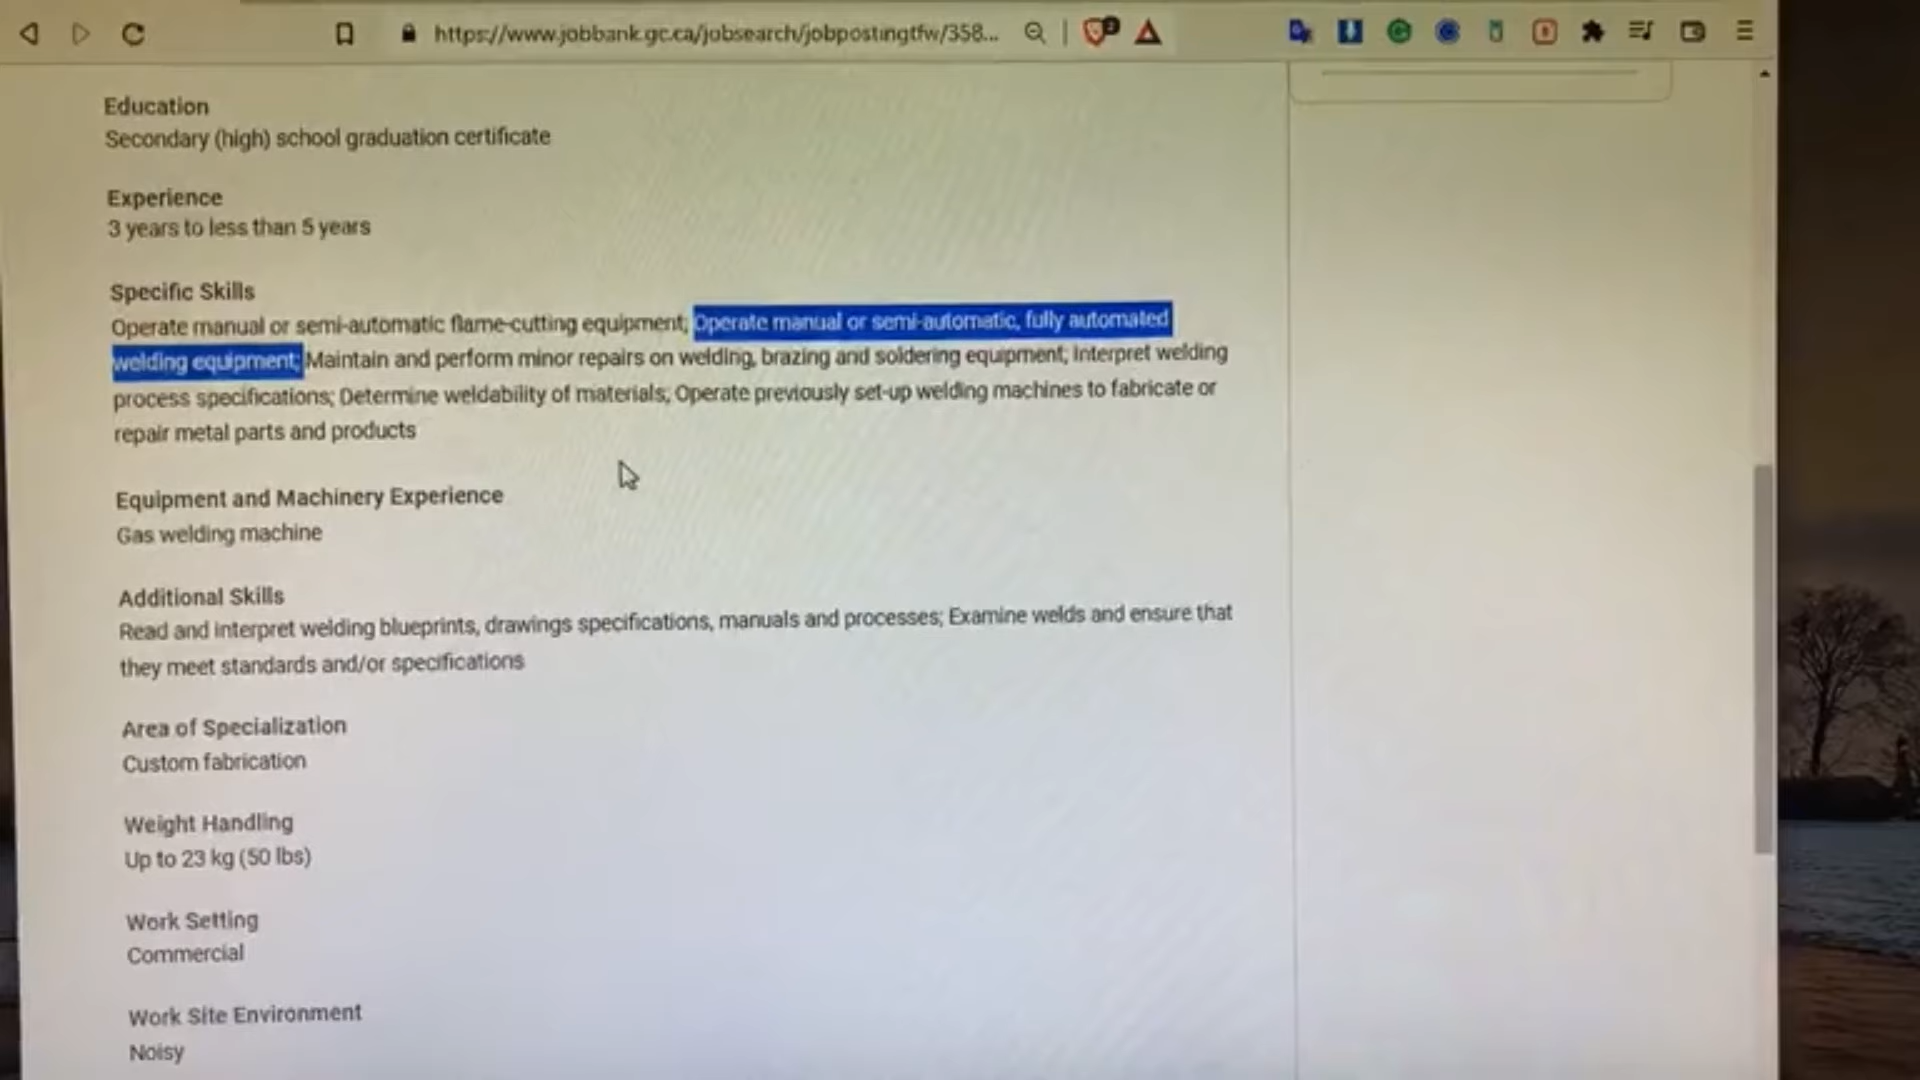 https://www.jobbank.gc.ca/jobsearch/jobpostingtfw/358...
Education
Secondary (high) school graduation certificate
Experience
3 years to less than 5 years
Specific Skills
Operate manual or semi-automatic flame-cutting equipment; Operate manual or semi-automatic, fully automated
welding equipment; Maintain and perform minor repairs on welding, brazing and soldering equipment; Interpret welding
process specifications; Determine weldability of materials; Operate previously set-up welding machines to fabricate or
repair metal parts and products
Equipment and Machinery Experience
Gas welding machine
Additional Skills
Read and interpret welding blueprints, drawings specifications, manuals and processes; Examine welds and ensure that
they meet standards and/or specifications
Area of Specialization
Custom fabrication
Weight Handling
Up to 23 kg (50 lbs)
Work Setting
Commercial
Work Site Environment
Noisy